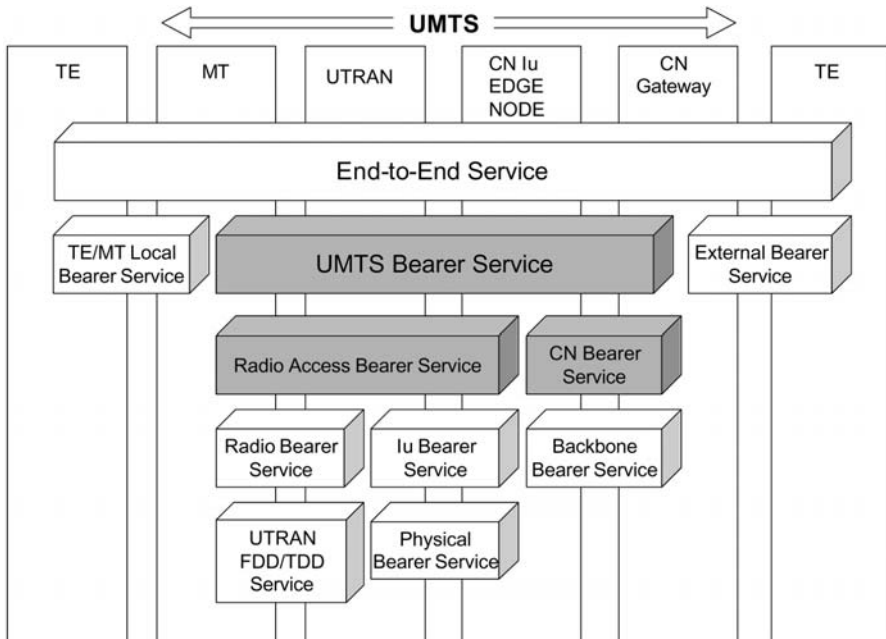 UMTS
TE
MT
UTRAN
CN Iu
EDGE
NODE
CN
Gateway
TE
End-to-End Service
TE/MT Local
Bearer Service
UMTS Bearer Service
External Bearer
Service
Radio Access Bearer Service
CN Bearer
Service
Radio Bearer
Service
Iu Bearer
Service
Backbone
Bearer Service
UTRAN
FDD/TDD
Service
Physical
Bearer Service